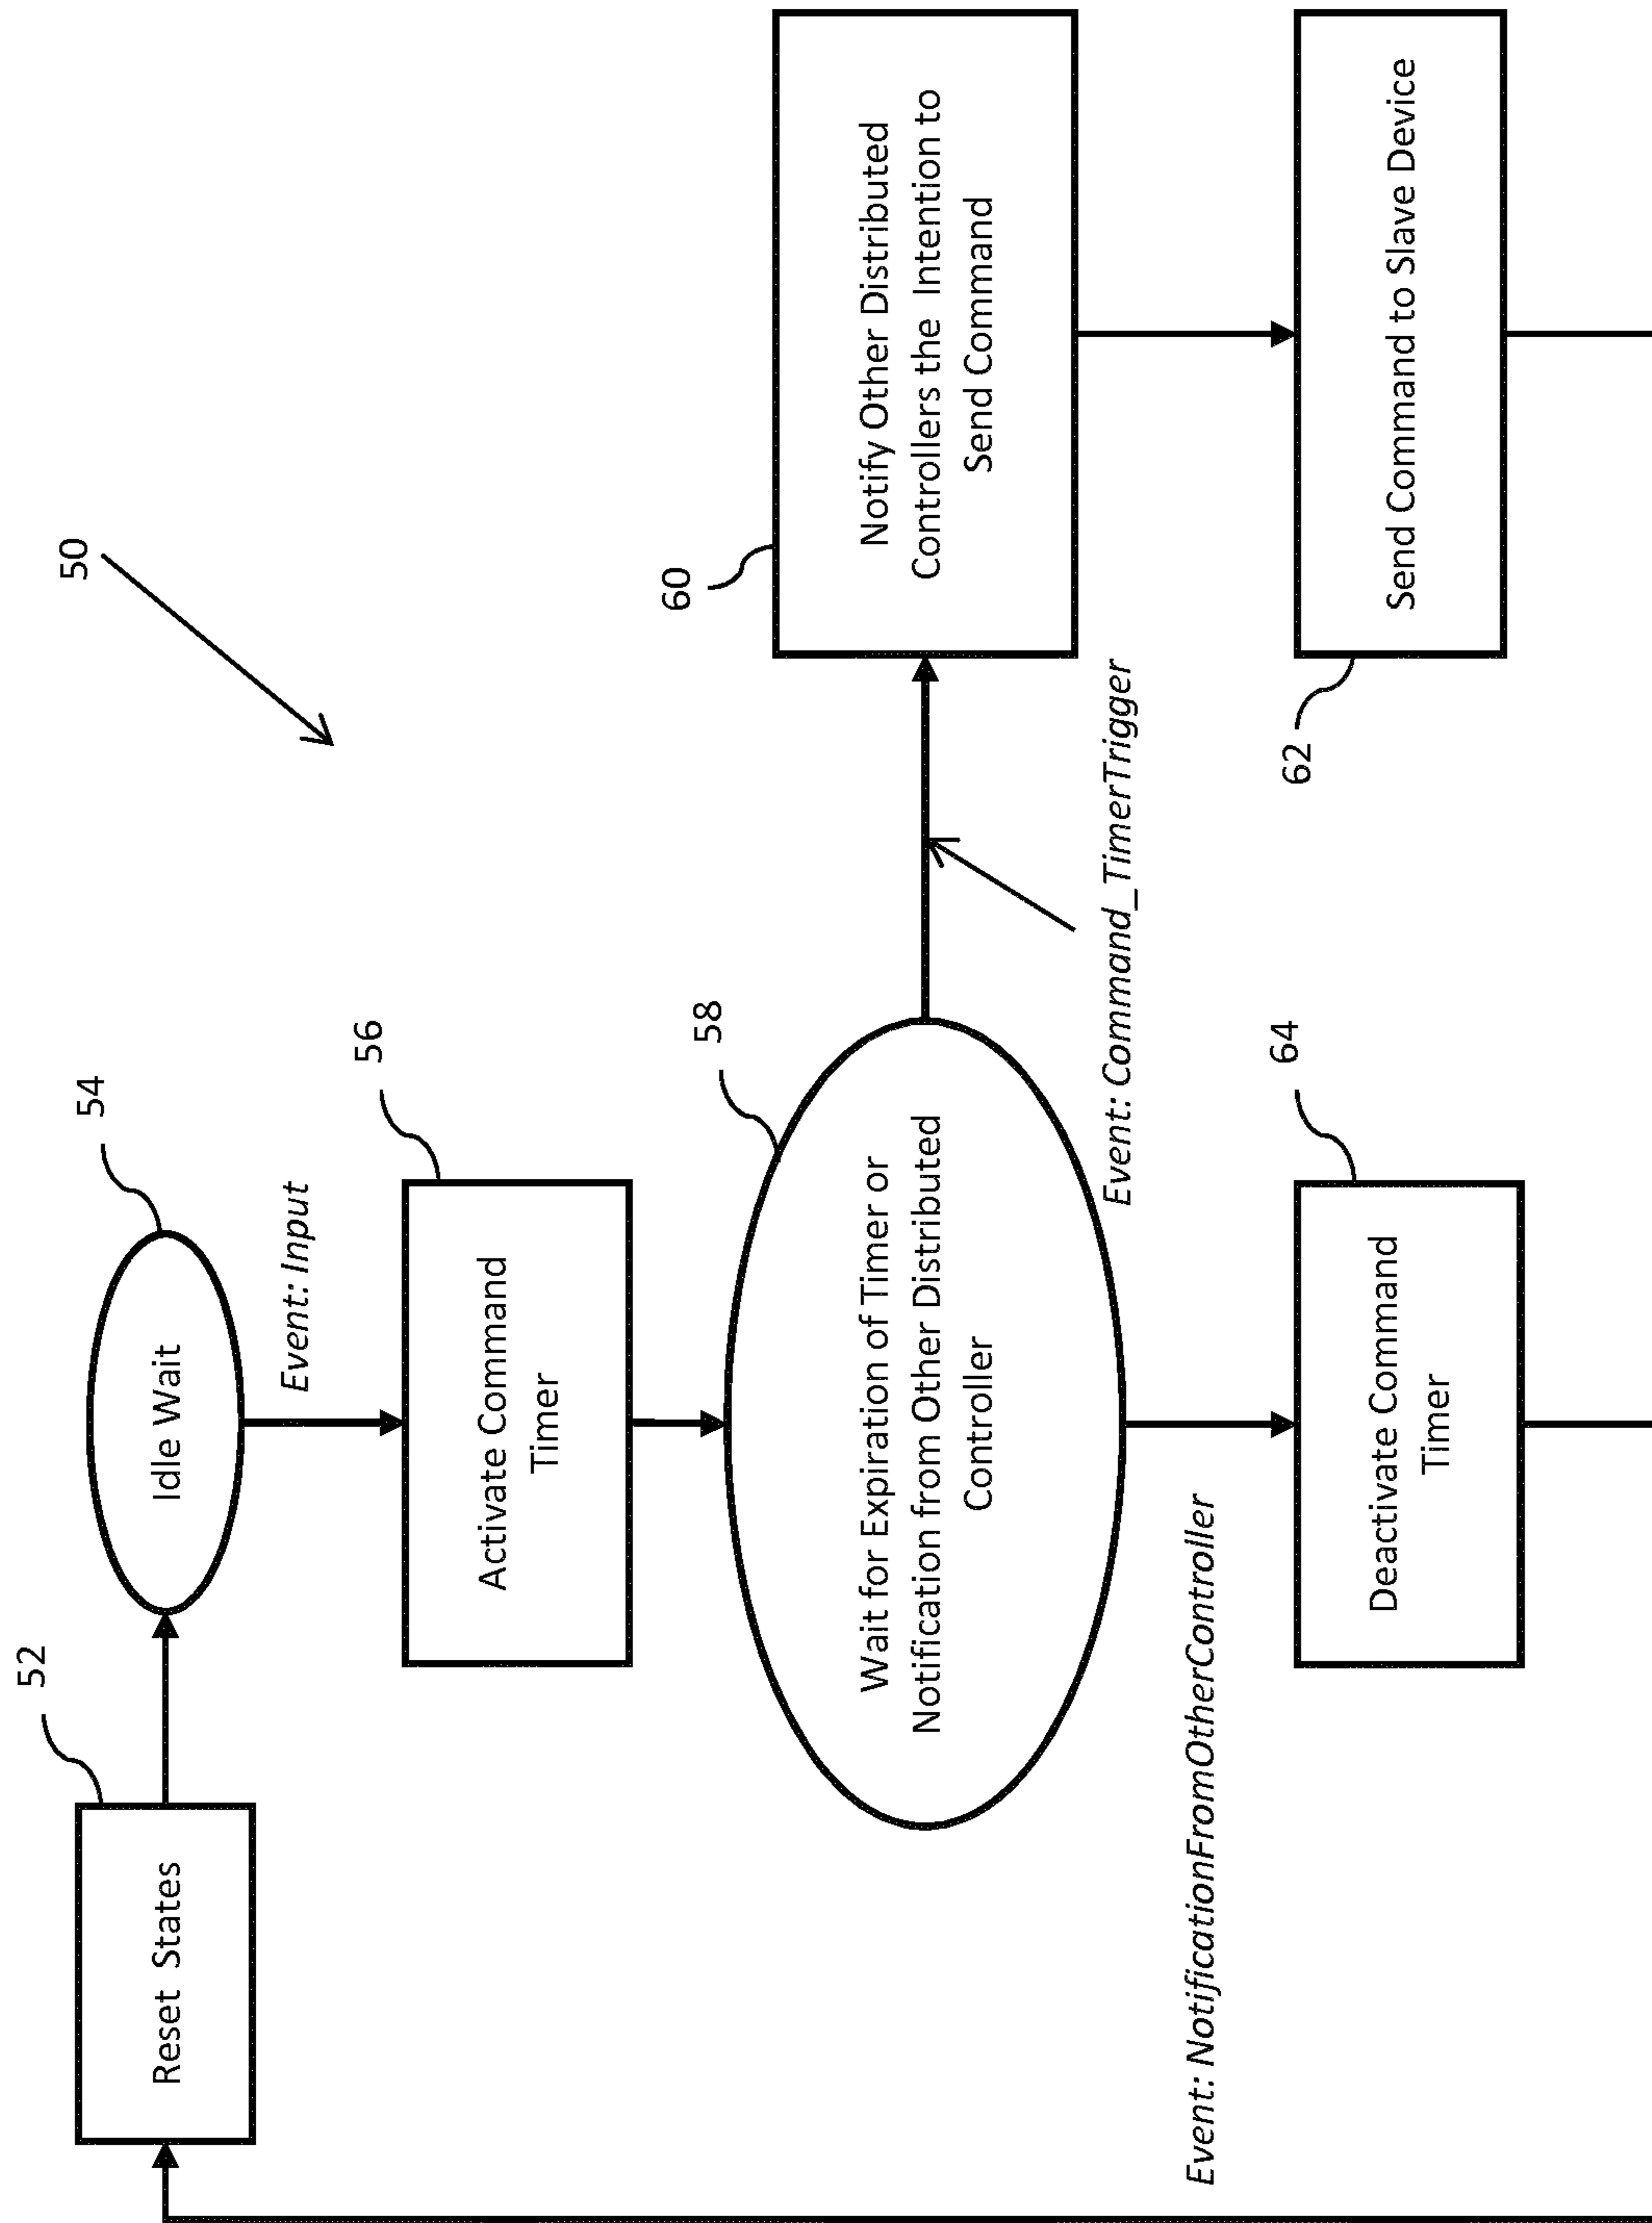 50
52
Reset States
54
Idle Wait
Event: Input
56
Activate Command
Timer
58
Wait for Expiration of Timer or
Notification from Other Distributed
Controller
Event: Command_TimerTrigger
60
Notify Other Distributed
Controllers the Intention to
Send Command
62
Send Command to Slave Device
Event: NotificationFromOtherController
64
Deactivate Command
Timer